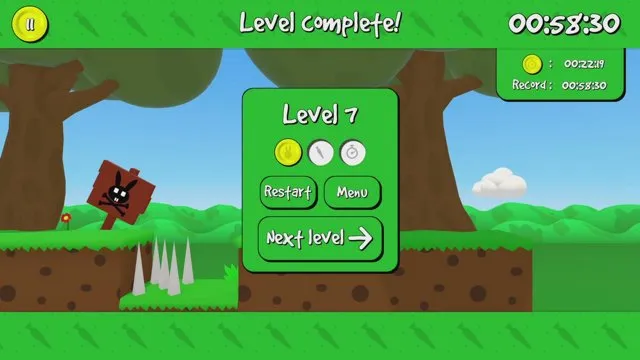 Level complete!
00:58:30
: 00:22:19
Record: 00:58:30
Level 7
Restart
Menu
Next level